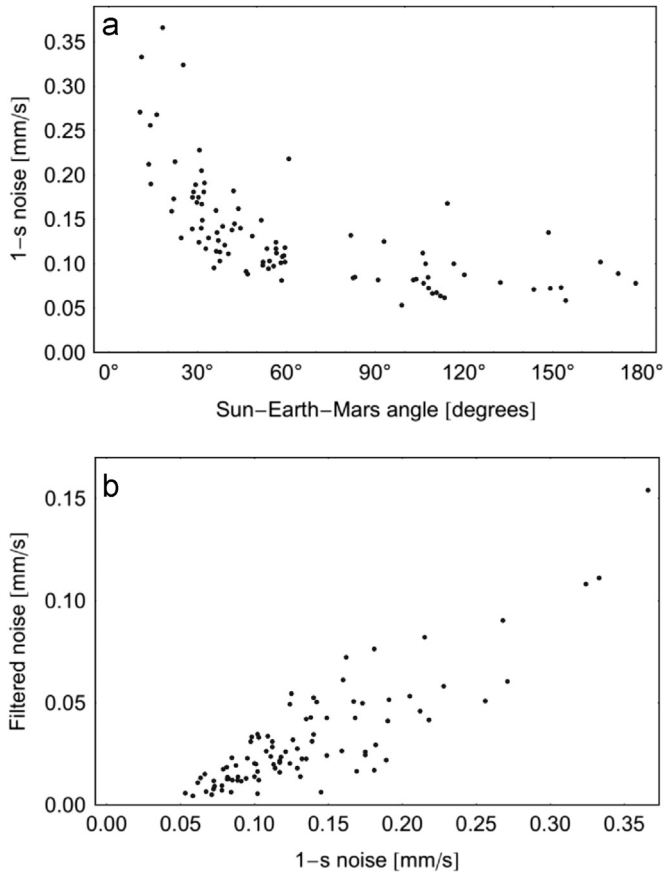 a
0.35
0.30
0.25
0.20
0.15
0.10
0.05
0.00
1−s noise [mm/s]
0° 30° 60° 90° 120° 150° 180°
Sun−Earth−Mars angle [degrees]
b
0.15
0.10
0.05
0.00
Filtered noise [mm/s]
0.00 0.05 0.10 0.15 0.20 0.25 0.30 0.35
1−s noise [mm/s]